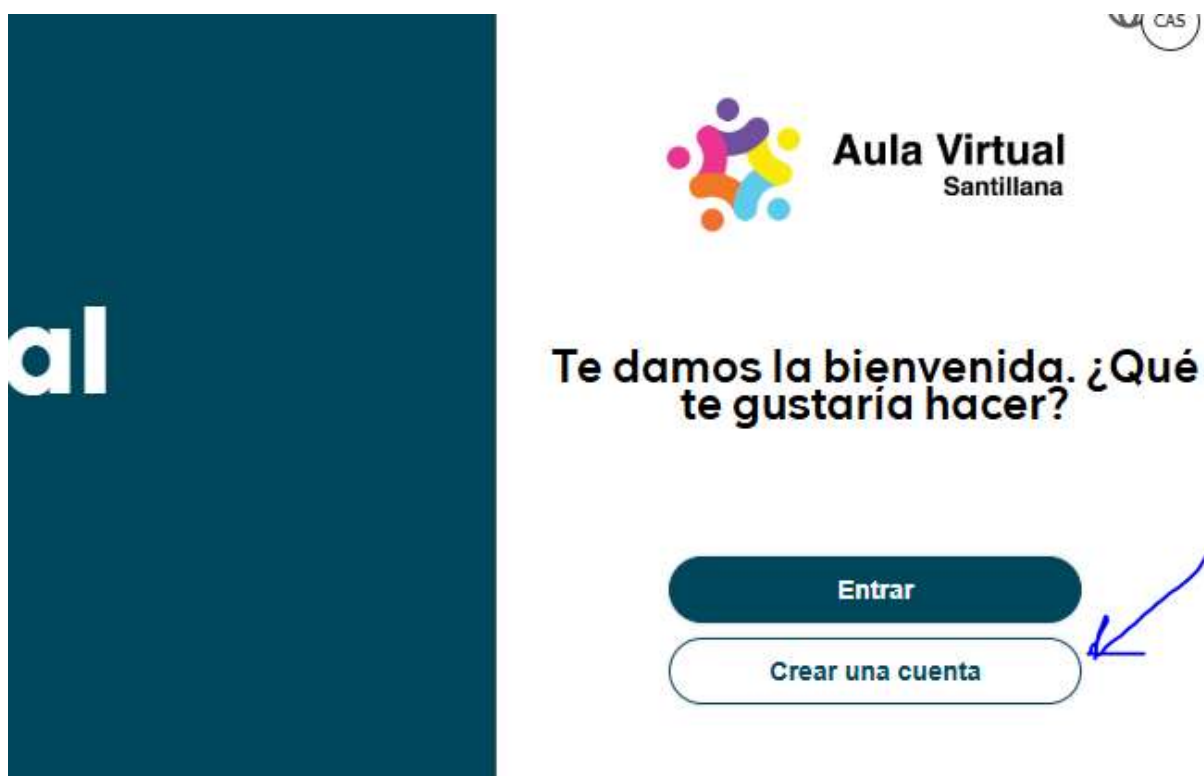 CAS
Aula Virtual
Santillana
al
Te damos la bienvenida. ¿Qué
te gustaría hacer?
Entrar
Crear una cuenta